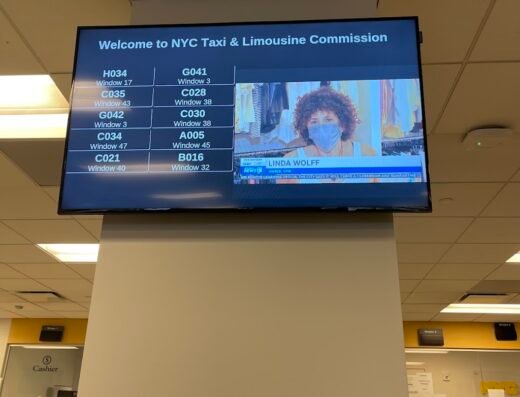 Welcome to NYC Taxi & Limousine Commission
H034
Window 17
G041
Window 3
C035
Window 43
C028
Window 38
G042
Window 3
C030
Window 38
C034
Window 47
A005
Window 45
C021
Window 40
B016
Window 32
LINDA WOLFF
Cashier